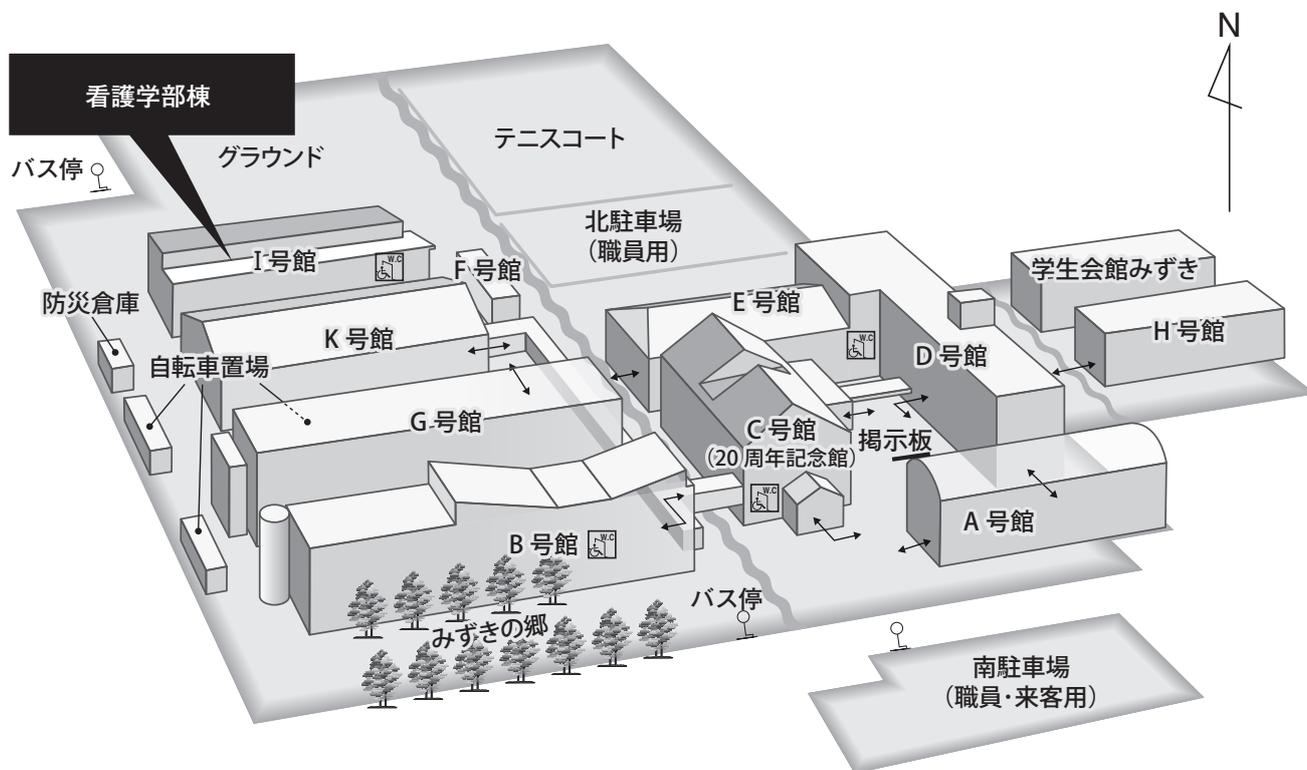 N
看護学部棟
グラウンド
テニスコート
バス停
北駐車場
(職員用)
I 号館
W.C
F 号館
学生会館みずき
防災倉庫
E 号館
H 号館
K 号館
W.C
D 号館
自転車置場
G 号館
C 号館
(20 周年記念館)
掲示板
W.C
A 号館
B 号館
W.C
バス停
みずきの郷
南駐車場
(職員・来客用)